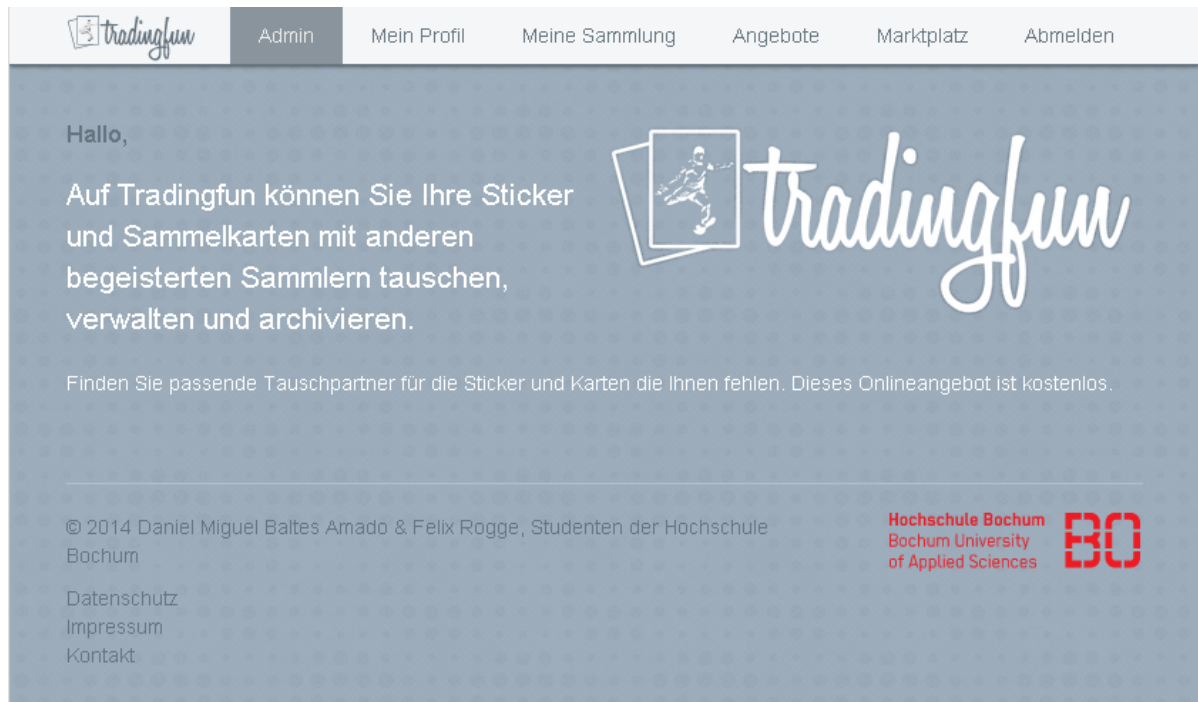 tradingfun
Admin
Mein Profil
Meine Sammlung
Angebote
Marktplatz
Abmelden
Hallo,
Auf Tradingfun können Sie Ihre Sticker
und Sammelkarten mit anderen
begeisterten Sammlern tauschen,
verwalten und archivieren.
tradingfun
Finden Sie passende Tauschpartner für die Sticker und Karten die Ihnen fehlen. Dieses Onlineangebot ist kostenlos.
© 2014 Daniel Miguel Baltes Amado & Felix Rogge, Studenten der Hochschule
Bochum
Hochschule Bochum
Bochum University
of Applied Sciences
BO
Datenschutz
Impressum
Kontakt